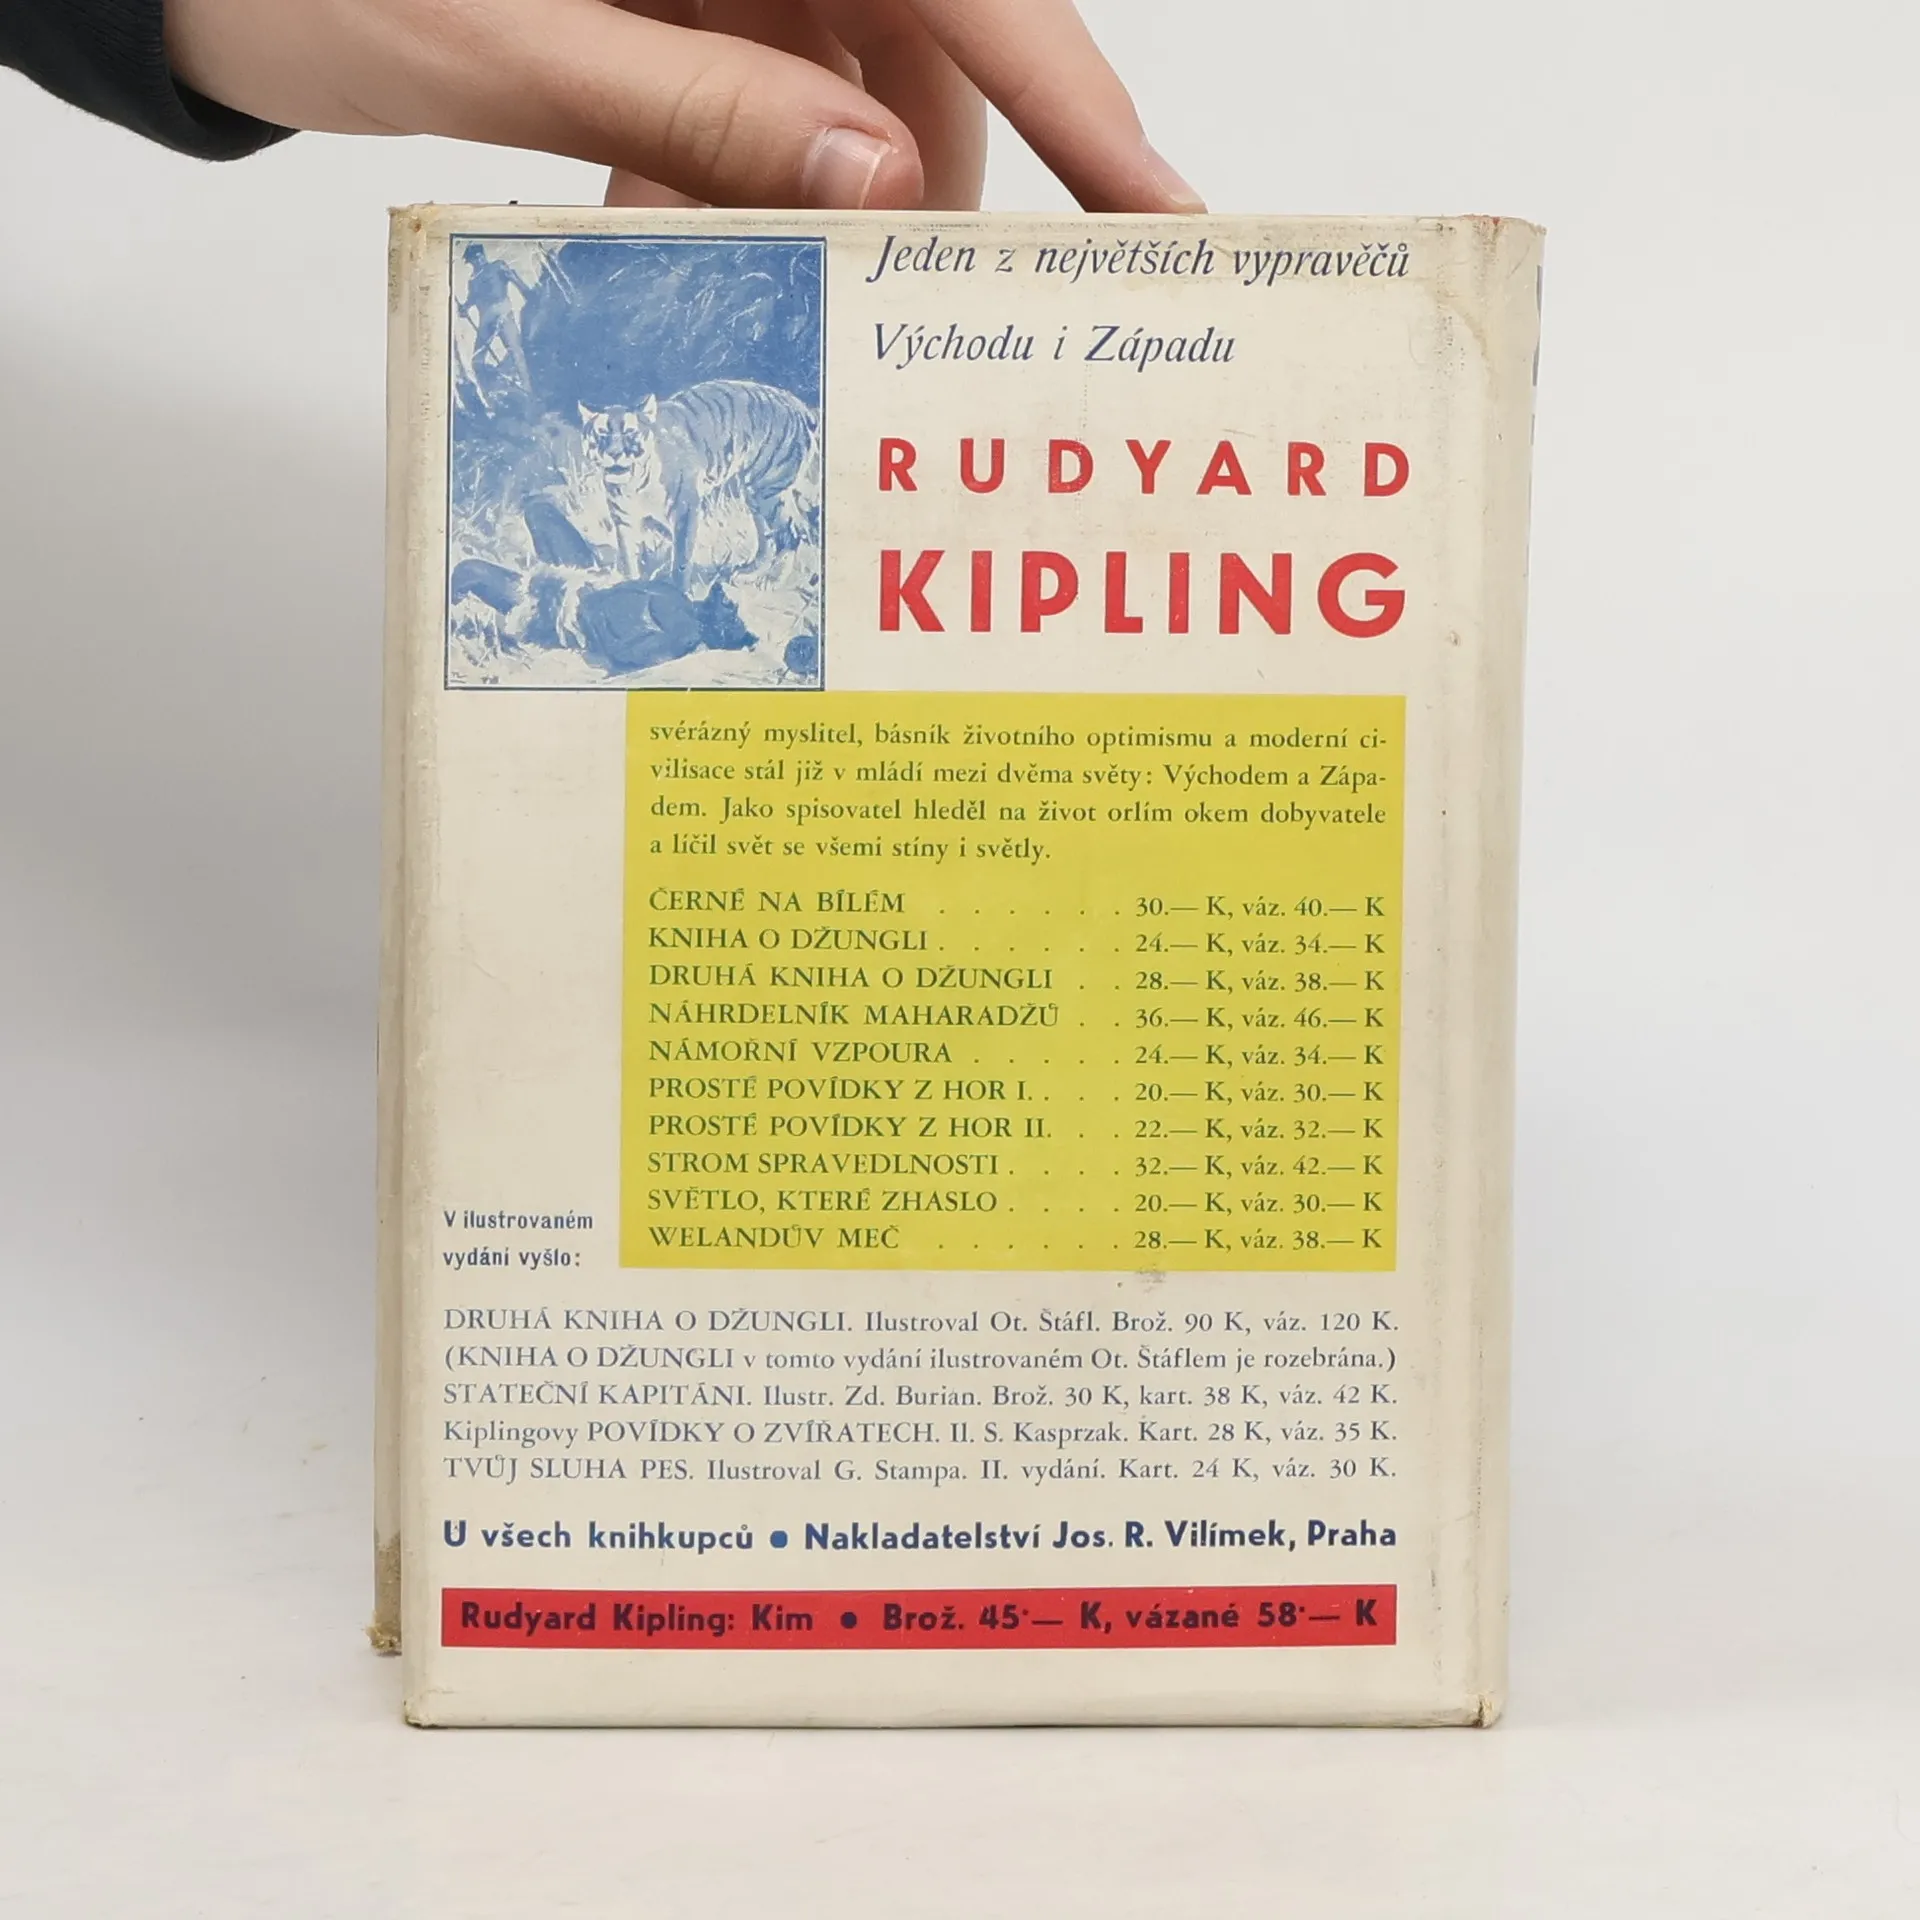 Jeden z největších vypravěčů
Východu i Západu
RUDYARD
KIPLING
svérázný myslitel, básník životního optimismu a moderní ci-
vilisace stál již v mládí mezi dvěma světy: Východem a Zápa-
dem. Jako spisovatel hleděl na život orlím okem dobyvatele
a líčil svět se všemi stíny i světly.
ČERNÉ NA BÍLÉM . . . . . . 30.— K, váz. 40.— K
KNIHA O DŽUNGLI . . . . . . 24.— K, váz. 34.— K
DRUHÁ KNIHA O DŽUNGLI . . 28.— K, váz. 38.— K
NÁHRDELNÍK MAHARADŽŮ . . 36.— K, váz. 46.— K
NÁMOŘNÍ VZPOURA . . . . . 24.— K, váz. 34.— K
PROSTÉ POVÍDKY Z HOR I. . . . 20.— K, váz. 30.— K
PROSTÉ POVÍDKY Z HOR II. . . 22.— K, váz. 32.— K
STROM SPRAVEDLNOSTI . . . . 32.— K, váz. 42.— K
SVĚTLO, KTERÉ ZHASLO . . . . 20.— K, váz. 30.— K
WELANDŮV MEČ . . . . . . 28.— K, váz. 38.— K
V ilustrovaném
vydání vyšlo:
DRUHÁ KNIHA O DŽUNGLI. Ilustroval Ot. Štáfl. Brož. 90 K, váz. 120 K.
(KNIHA O DŽUNGLI v tomto vydání ilustrovaném Ot. Štáflem je rozebrána.)
STATEČNÍ KAPITÁNI. Ilustr. Zd. Burian. Brož. 30 K, kart. 38 K, váz. 42 K.
Kiplingovy POVÍDKY O ZVÍŘATECH. Il. S. Kasprzak. Kart. 28 K, váz. 35 K.
TVŮJ SLUHA PES. Ilustroval G. Stampa. II. vydání. Kart. 24 K, váz. 30 K.
U všech knihkupců ● Nakladatelství Jos. R. Vilímek, Praha
Rudyard Kipling: Kim ● Brož. 45·— K, vázané 58·— K